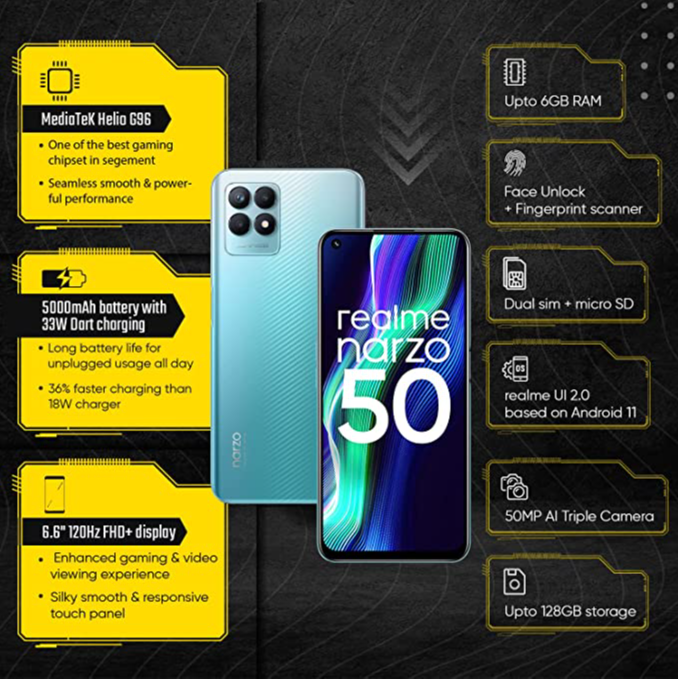 MediaTeK Helio G96
• One of the best gaming
chipset in segement
• Seamless smooth & power-
ful performance
5000mAh battery with
33W Dart charging
• Long battery life for
unplugged usage all day
• 36% faster charging than
18W charger
6.6" 120Hz FHD+ display
• Enhanced gaming & video
viewing experience
• Silky smooth & responsive
touch panel
narzo
realme
narzo
50
Upto 6GB RAM
Face Unlock
+ Fingerprint scanner
Dual sim + micro SD
OS
realme UI 2.0
based on Android 11
50MP AI Triple Camera
Upto 128GB storage